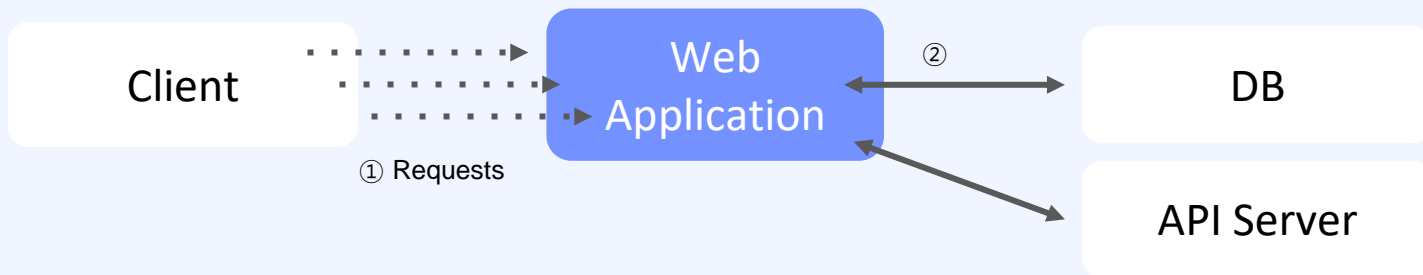 Client
Web
Application
②
DB
① Requests
API Server